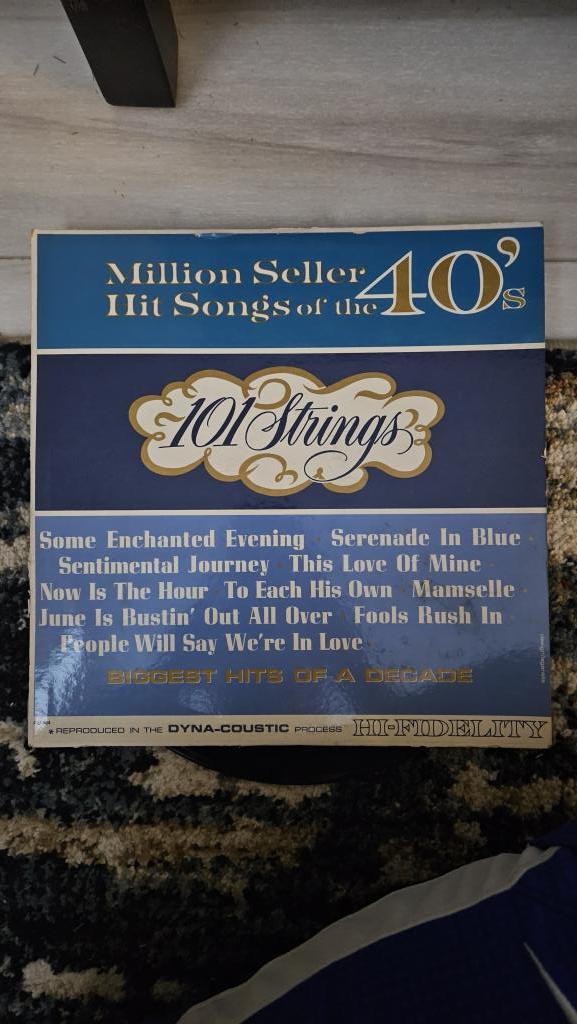 Million Seller
Hit Songs of the 40's
101 Strings
Some Enchanted Evening · Serenade In Blue ·
Sentimental Journey · This Love Of Mine ·
Now Is The Hour · To Each His Own · Mamselle ·
June Is Bustin' Out All Over · Fools Rush In ·
People Will Say We're In Love ·
BIGGEST HITS OF A DECADE
* REPRODUCED IN THE DYNA-COUSTIC PROCESS HI-FIDELITY